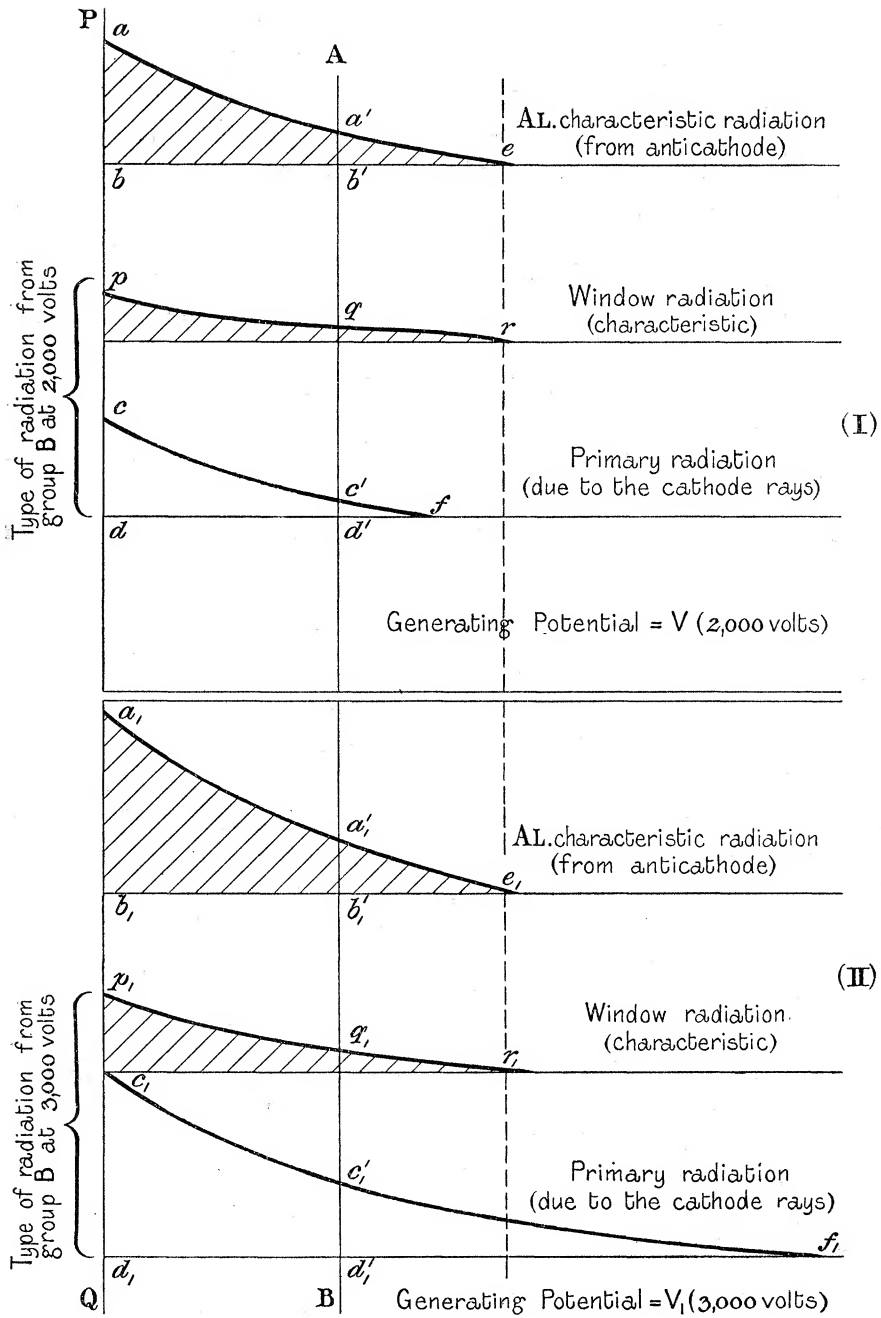 P
a
A
a′
AL. characteristic radiation
(from anticathode)
e
b
b′
Type of radiation from
group B at 2,000 volts
p
q
r
Window radiation
(characteristic)
(I)
c
c′
f
Primary radiation
(due to the cathode rays)
d
d′
Generating Potential = V (2,000 volts)
a₁
a′₁
AL. characteristic radiation
(from anticathode)
e₁
b₁
b′₁
(II)
Type of radiation from
group B at 3,000 volts
p₁
q₁
r₁
Window radiation.
(characteristic)
c₁
c′₁
Primary radiation
(due to the cathode rays)
f₁
d₁
d′₁
Q
B
Generating Potential = V₁ (3,000 volts)